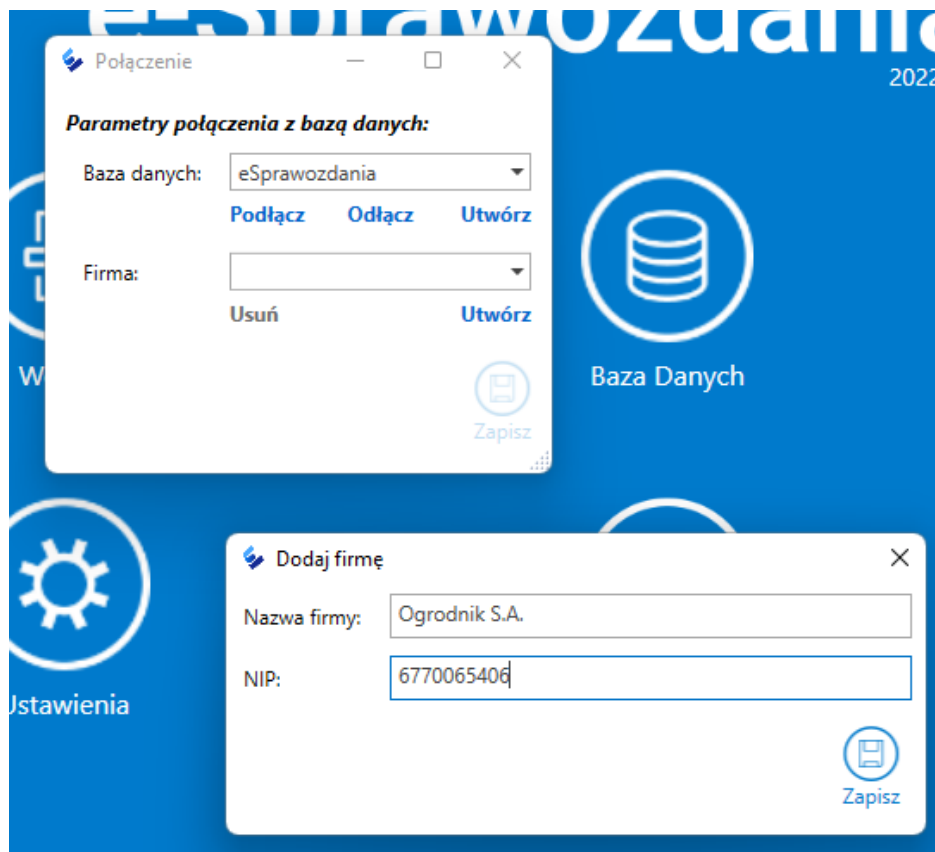 e-Sprawozdania
2022
Połączenie
Parametry połączenia z bazą danych:
Baza danych: eSprawozdania
Podłącz Odłącz Utwórz
Firma:
Usuń Utwórz
Zapisz
W
Baza Danych
Dodaj firmę
Nazwa firmy: Ogrodnik S.A.
NIP: 6770065406
Zapisz
Ustawienia